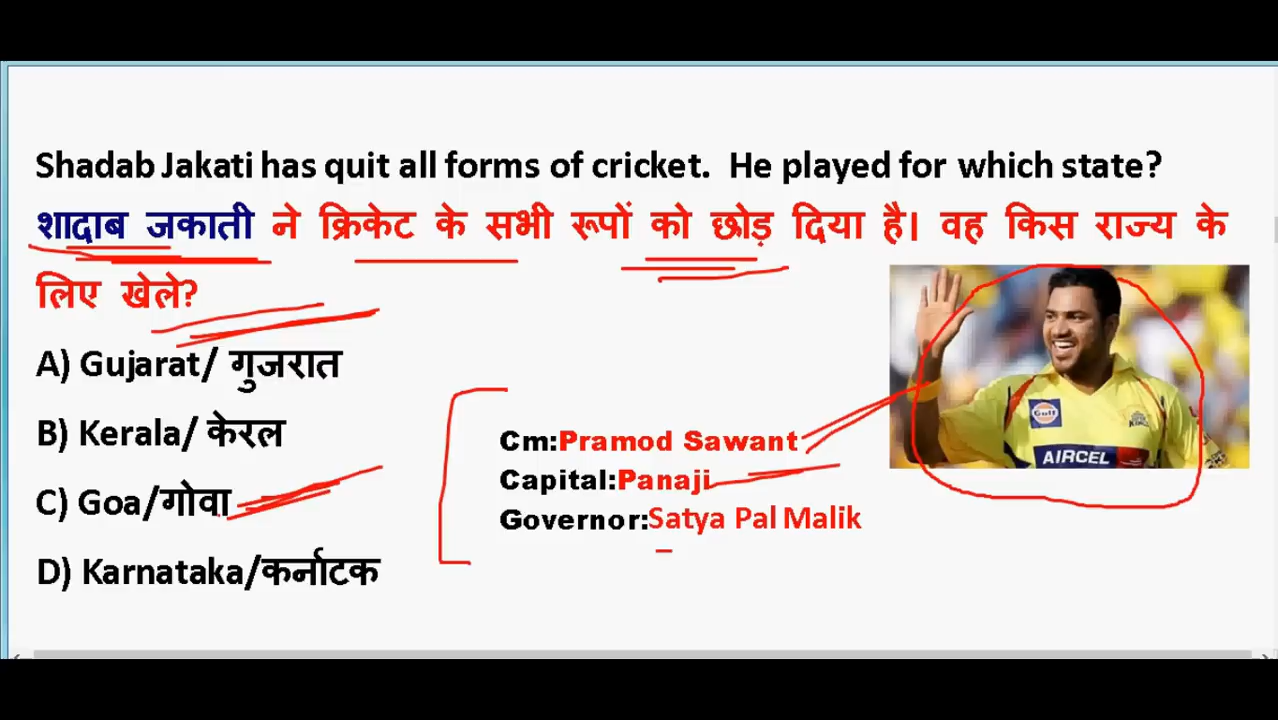 Shadab Jakati has quit all forms of cricket. He played for which state?
शादाब जकाती ने क्रिकेट के सभी रूपों को छोड़ दिया है। वह किस राज्य के
लिए खेले?
A) Gujarat/ गुजरात
B) Kerala/ केरल
C) Goa/गोवा
D) Karnataka/कर्नाटक
Cm:Pramod Sawant
Capital:Panaji
Governor:Satya Pal Malik
Gulf
AIRCEL